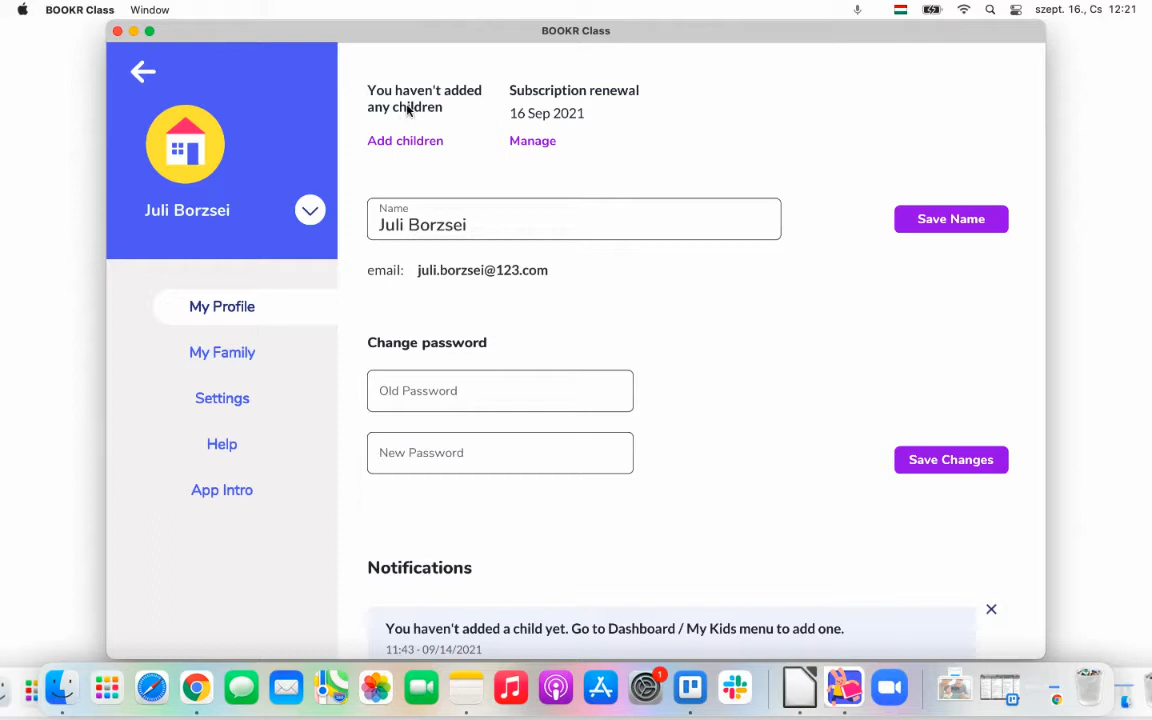 BOOKR Class Window szept. 16., Cs 12:21
BOOKR Class
You haven't added
any children
Subscription renewal
16 Sep 2021
Add children
Manage
Juli Borzsei
Name
Juli Borzsei
Save Name
email: juli.borzsei@123.com
My Profile
My Family
Settings
Help
App Intro
Change password
Old Password
New Password
Save Changes
Notifications
You haven't added a child yet. Go to Dashboard / My Kids menu to add one.
11:43 - 09/14/2021
1